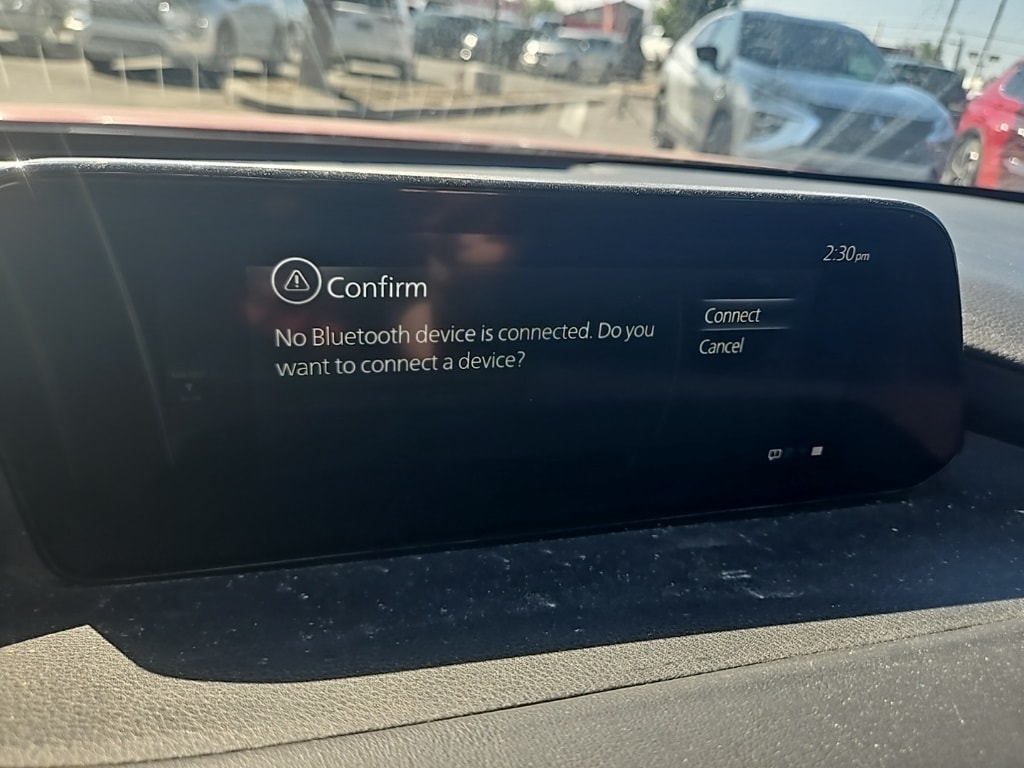 Confirm
2:30pm
No Bluetooth device is connected. Do you
want to connect a device?
Connect
Cancel